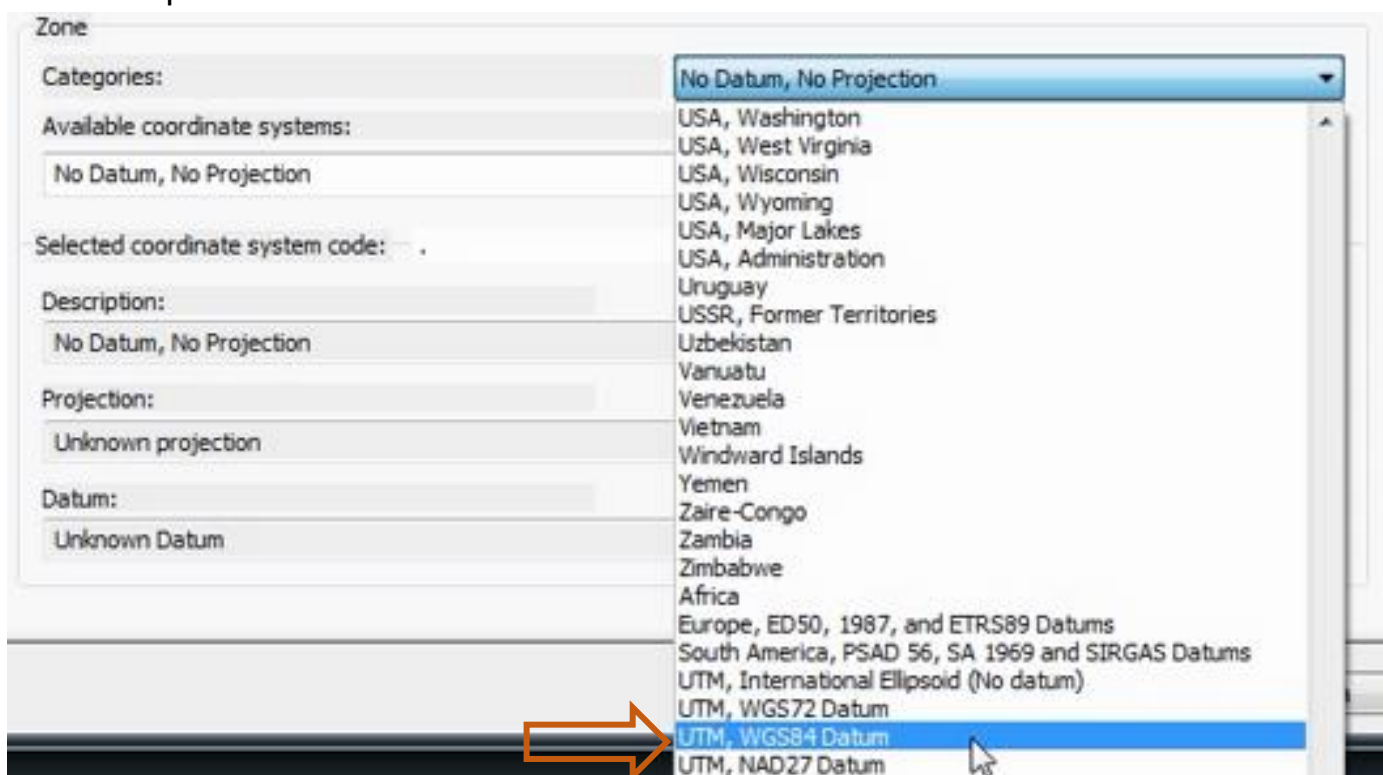 Zone
Categories:
No Datum, No Projection
Available coordinate systems:
No Datum, No Projection
Selected coordinate system code: .
Description:
No Datum, No Projection
Projection:
Unknown projection
Datum:
Unknown Datum
USA, Washington
USA, West Virginia
USA, Wisconsin
USA, Wyoming
USA, Major Lakes
USA, Administration
Uruguay
USSR, Former Territories
Uzbekistan
Vanuatu
Venezuela
Vietnam
Windward Islands
Yemen
Zaire-Congo
Zambia
Zimbabwe
Africa
Europe, ED50, 1987, and ETRS89 Datums
South America, PSAD 56, SA 1969 and SIRGAS Datums
UTM, International Ellipsoid (No datum)
UTM, WGS72 Datum
UTM, WGS84 Datum
UTM, NAD27 Datum